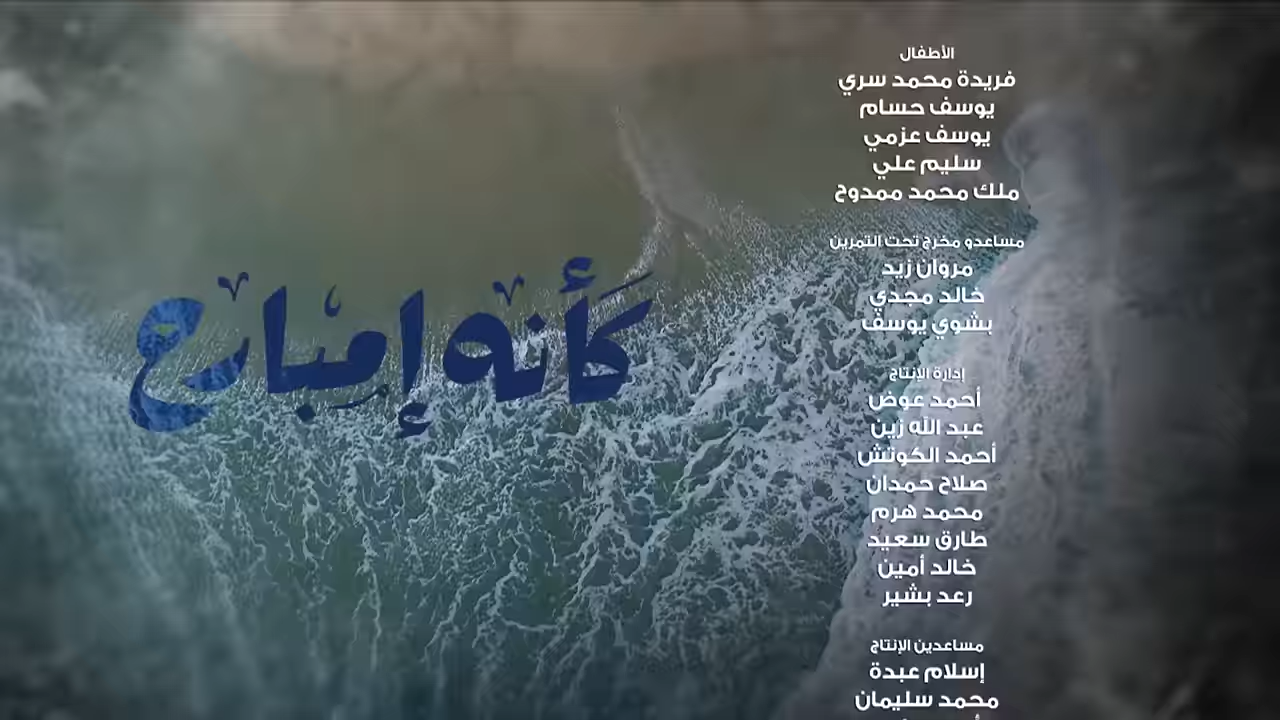 كأنه إمبارح
الأطفال
فريدة محمد سري
يوسف حسام
يوسف عزمي
سليم علي
ملك محمد ممدوح
مساعدو مخرج تحت التمرين
مروان زيد
خالد مجدي
بشوي يوسف
إدارة الإنتاج
أحمد عوض
عبد الله زين
أحمد الكوتش
صلاح حمدان
محمد هرم
طارق سعيد
خالد أمين
رعد بشير
مساعدين الإنتاج
إسلام عبدة
محمد سليمان